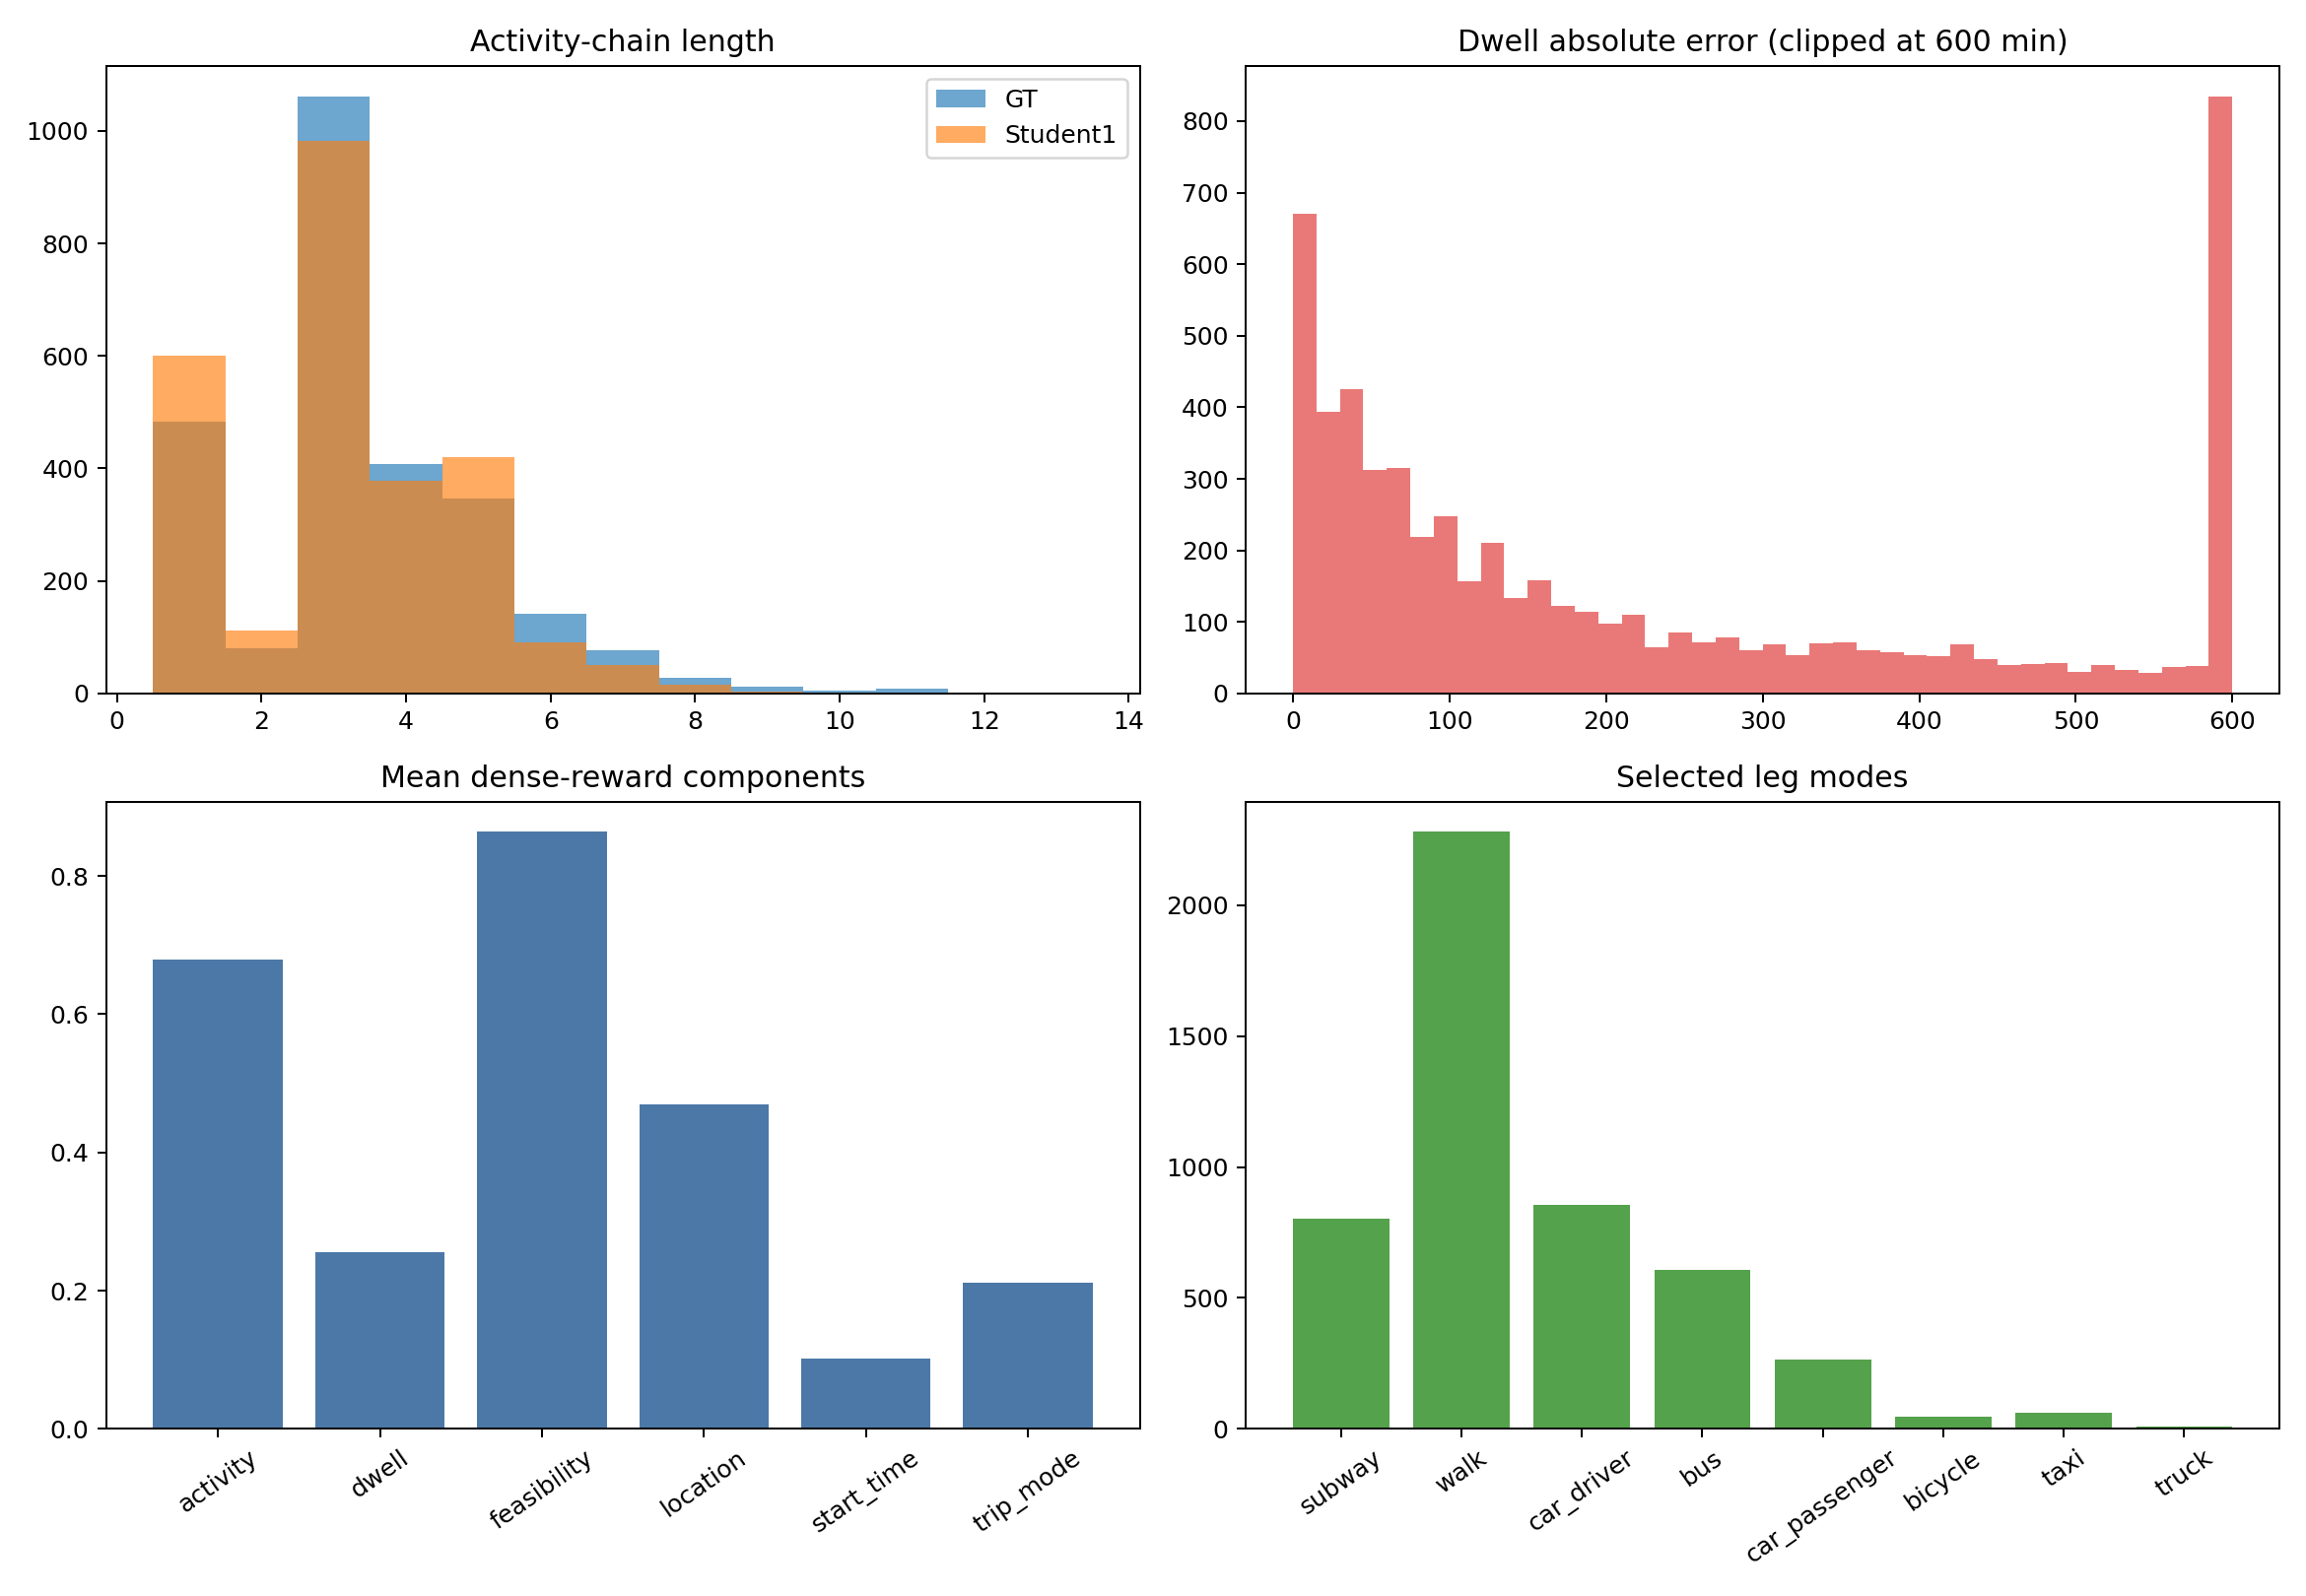 Activity-chain length
GT
Student1
1000
800
600
400
200
0
0 2 4 6 8 10 12 14
Dwell absolute error (clipped at 600 min)
800
700
600
500
400
300
200
100
0
0 100 200 300 400 500 600
Mean dense-reward components
0.8
0.6
0.4
0.2
0.0
activity dwell feasibility location start_time trip_mode
Selected leg modes
2000
1500
1000
500
0
subway walk car_driver bus car_passenger bicycle taxi truck